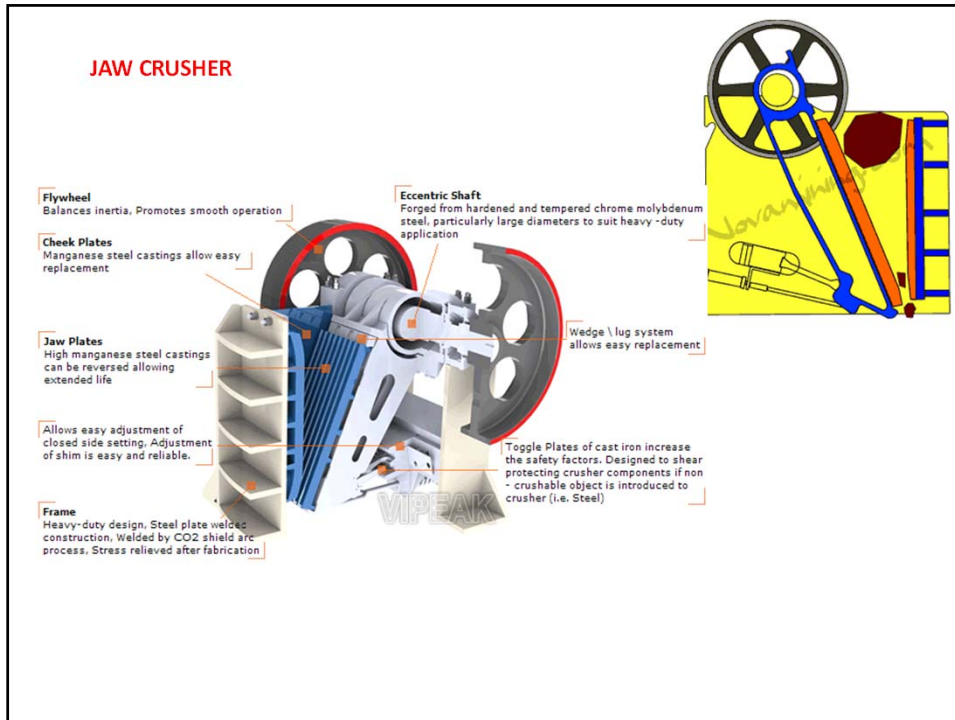 JAW CRUSHER
Flywheel
Balances inertia, Promotes smooth operation
Cheek Plates
Manganese steel castings allow easy
replacement
Jaw Plates
High manganese steel castings
can be reversed allowing
extended life
Allows easy adjustment of
closed side setting, Adjustment
of shim is easy and reliable.
Frame
Heavy-duty design, Steel plate welded
construction, Welded by CO2 shield arc
process, Stress relieved after fabrication
Eccentric Shaft
Forged from hardened and tempered chrome molybdenum
steel, particularly large diameters to suit heavy -duty
application
Wedge \ lug system
allows easy replacement
Toggle Plates of cast iron increase
the safety factors. Designed to shear
protecting crusher components if non
- crushable object is introduced to
crusher (i.e. Steel)
VIPEAK
Novamining.com